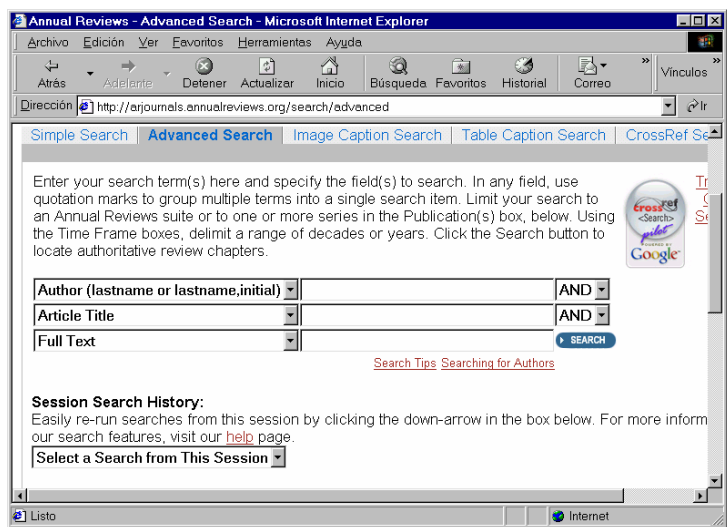 Annual Reviews - Advanced Search - Microsoft Internet Explorer
Archivo Edición Ver Favoritos Herramientas Ayuda
Atrás Adelante Detener Actualizar Inicio Búsqueda Favoritos Historial Correo » Vínculos »
Dirección http://arjournals.annualreviews.org/search/advanced Ir
Simple Search | Advanced Search | Image Caption Search | Table Caption Search | CrossRef Se
Enter your search term(s) here and specify the field(s) to search. In any field, use
quotation marks to group multiple terms into a single search item. Limit your search to
an Annual Reviews suite or to one or more series in the Publication(s) box, below. Using
the Time Frame boxes, delimit a range of decades or years. Click the Search button to
locate authoritative review chapters.
crossref
<Search>
pilot
POWERED BY
Google
Tr
C
Se
Author (lastname or lastname,initial) AND
Article Title AND
Full Text SEARCH
Search Tips Searching for Authors
Session Search History:
Easily re-run searches from this session by clicking the down-arrow in the box below. For more inform
our search features, visit our help page.
Select a Search from This Session
Listo Internet